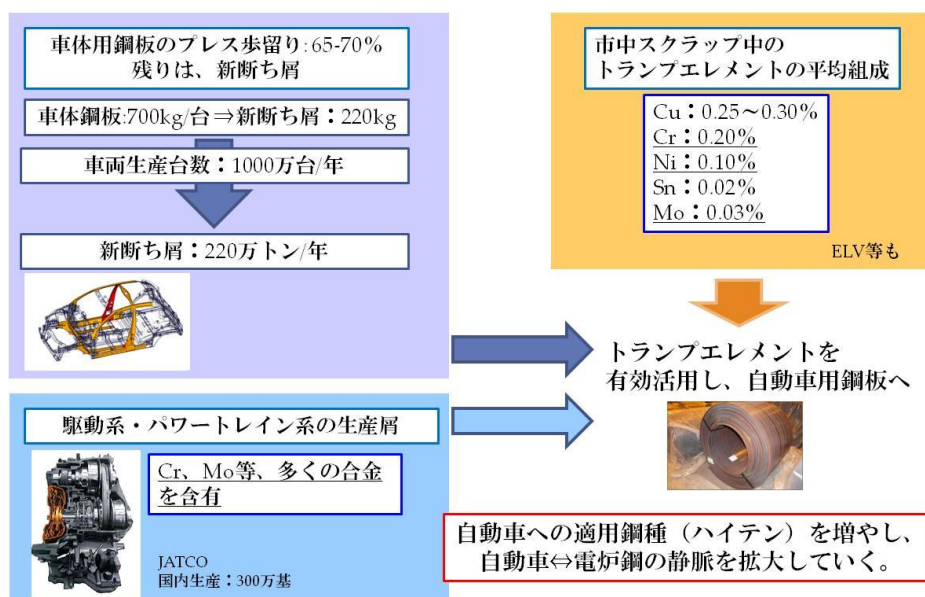 車体用鋼板のプレス歩留り:65-70%
残りは、新断ち屑
車体鋼板:700kg/台⇒新断ち屑：220kg
車両生産台数：1000万台/年
新断ち屑：220万トン/年
駆動系・パワートレイン系の生産層
Cr、Mo等、多くの合金
を含有
JATCO
国内生産：300万基
市中スクラップ中の
トランプエレメントの平均組成
Cu：0.25～0.30%
Cr：0.20%
Ni：0.10%
Sn：0.02%
Mo：0.03%
ELV等も
トランプエレメントを
有効活用し、自動車用鋼板へ
自動車への適用鋼種（ハイテン）を増やし、
自動車⇔電炉鋼の静脈を拡大していく。